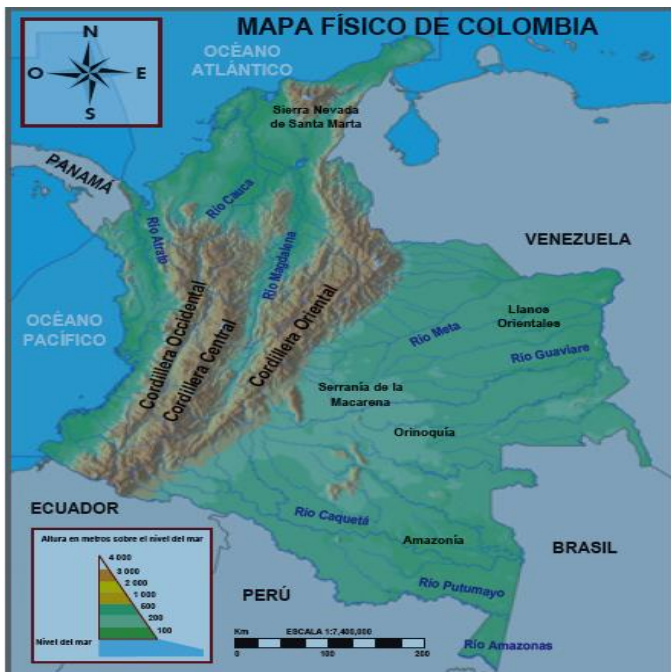 MAPA FÍSICO DE COLOMBIA
N
O
E
S
OCÉANO
ATLÁNTICO
Sierra Nevada
de Santa Marta
PANAMÁ
Río Cauca
Río Atrato
Río Magdalena
VENEZUELA
OCÉANO
PACÍFICO
Cordillera Occidental
Cordillera Central
Cordillera Oriental
Llanos
Orientales
Río Meta
Río Guaviare
Serranía de la
Macarena
Orinoquía
ECUADOR
Río Caquetá
Amazonía
BRASIL
PERÚ
Río Putumayo
Río Amazonas
Altura en metros sobre el nivel del mar
4 000
3 000
2 000
1 000
500
200
100
Nivel del mar
Km
ESCALA 1:7,400,000
0
100
200